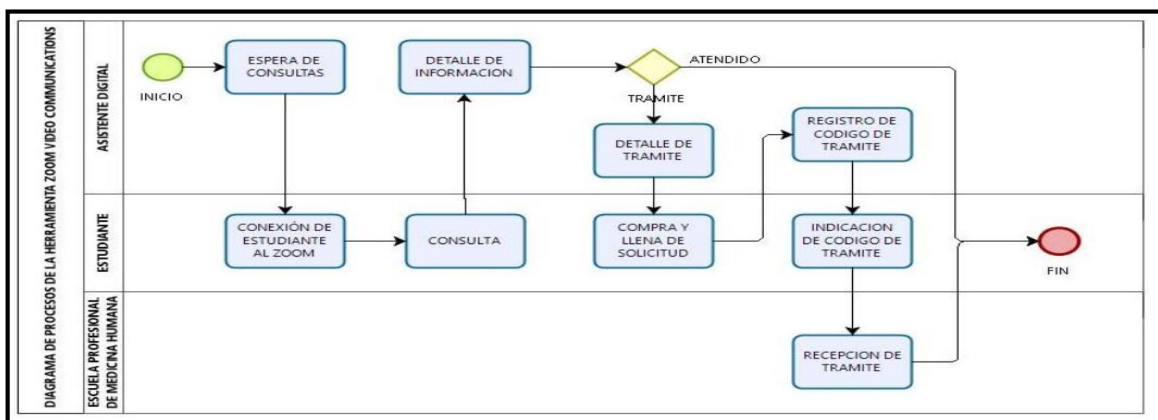 DIAGRAMA DE PROCESOS DE LA HERRAMIENTA ZOOM VIDEO COMMUNICATIONS
ASISTENTE DIGITAL
INICIO
ESPERA DE
CONSULTAS
DETALLE DE
INFORMACION
ATENDIDO
TRAMITE
DETALLE DE
TRAMITE
REGISTRO DE
CODIGO DE
TRAMITE
ESTUDIANTE
CONEXIÓN DE
ESTUDIANTE
AL ZOOM
CONSULTA
COMPRA Y
LLENA DE
SOLICITUD
INDICACION
DE CODIGO DE
TRAMITE
FIN
ESCUELA PROFESIONAL
DE MEDICINA HUMANA
RECEPCION DE
TRAMITE